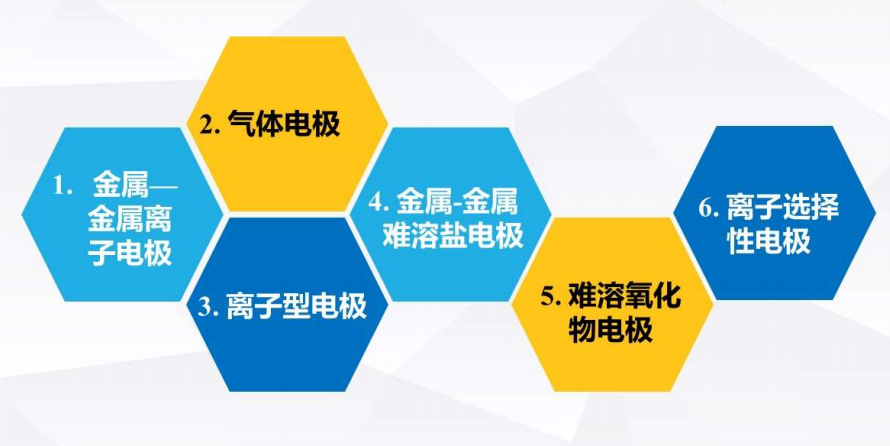 1. 金属—
金属离
子电极
2. 气体电极
3. 离子型电极
4. 金属-金属
难溶盐电极
5. 难溶氧化
物电极
6. 离子选择
性电极